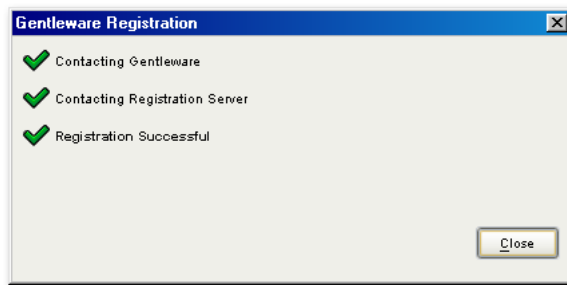 Gentleware Registration
Contacting Gentleware
Contacting Registration Server
Registration Successful
Close